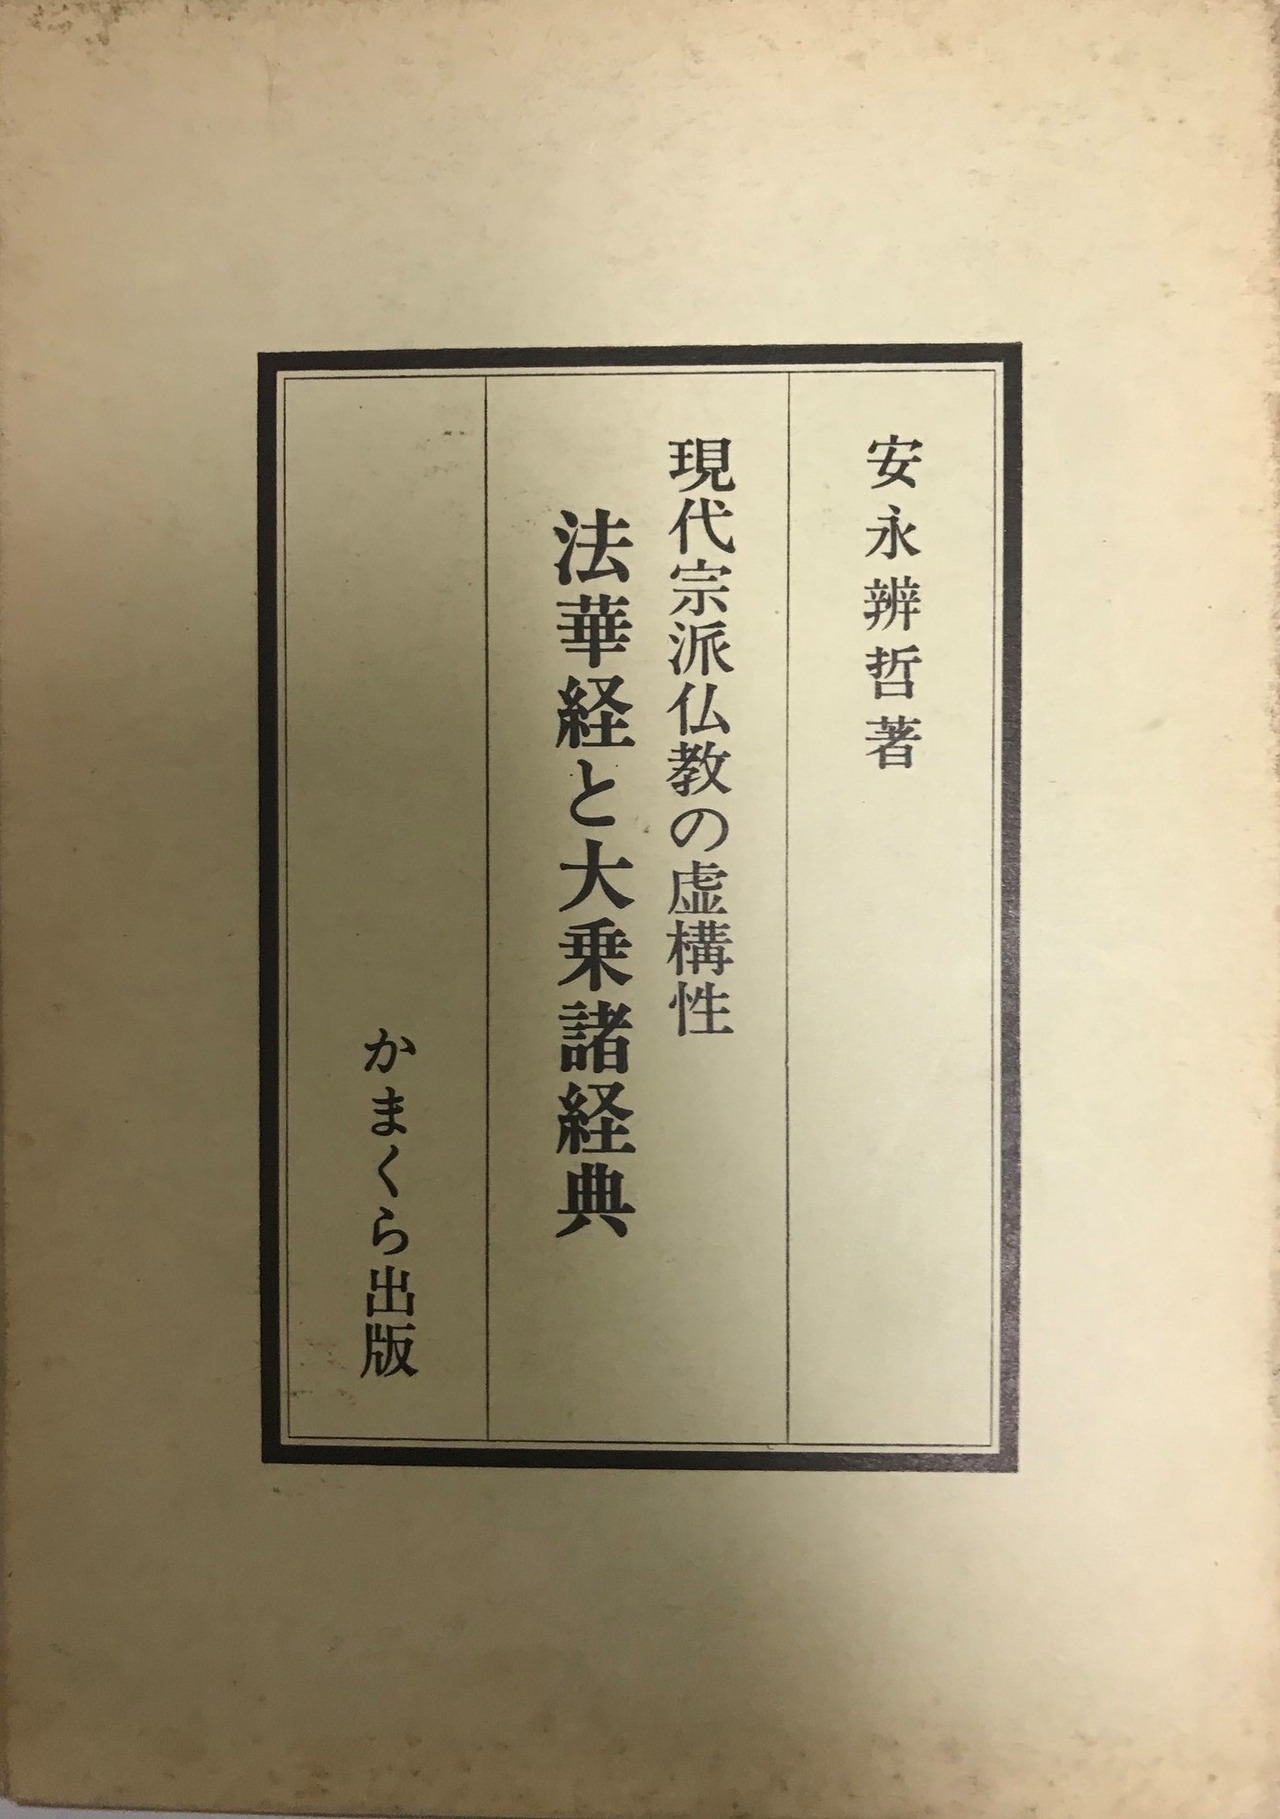 安永辨哲著
現代宗派仏教の虚構性
法華経と大乗諸経典
かまくら出版